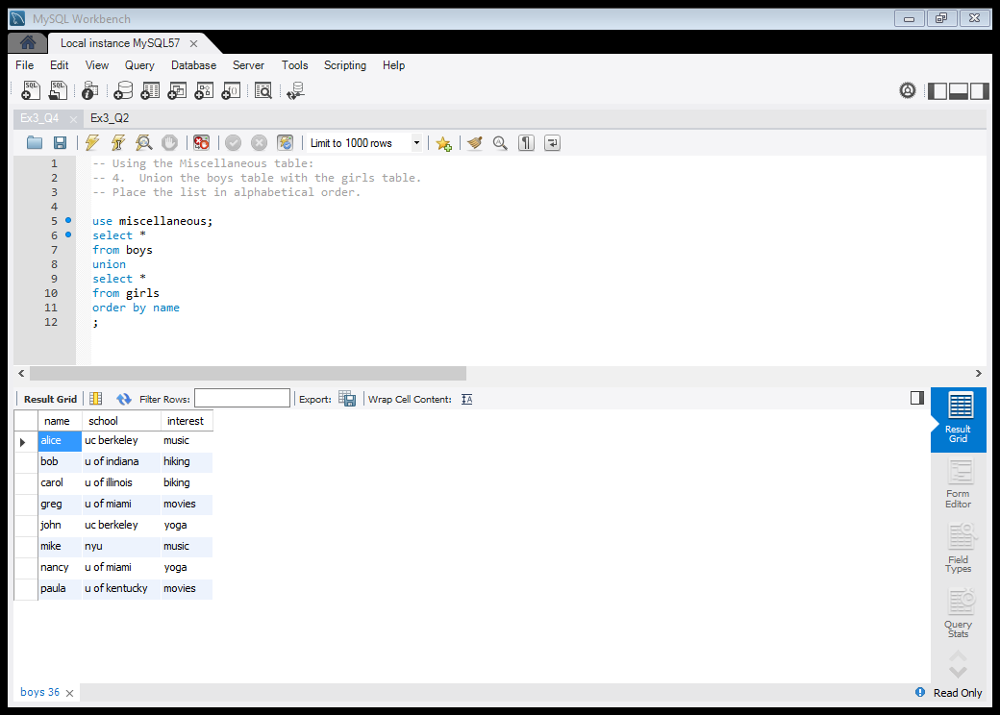 MySQL Workbench
Local instance MySQL57
File Edit View Query Database Server Tools Scripting Help
Ex3_Q4 Ex3_Q2
Limit to 1000 rows
1 -- Using the Miscellaneous table:
2 -- 4.  Union the boys table with the girls table.
3 -- Place the list in alphabetical order.
4
5 use miscellaneous;
6 select *
7 from boys
8 union
9 select *
10 from girls
11 order by name
12 ;
Result Grid Filter Rows: Export: Wrap Cell Content:
name school interest
alice uc berkeley music
bob u of indiana hiking
carol u of illinois biking
greg u of miami movies
john uc berkeley yoga
mike nyu music
nancy u of miami yoga
paula u of kentucky movies
Result
Grid
Form
Editor
Field
Types
Query
Stats
boys 36 Read Only